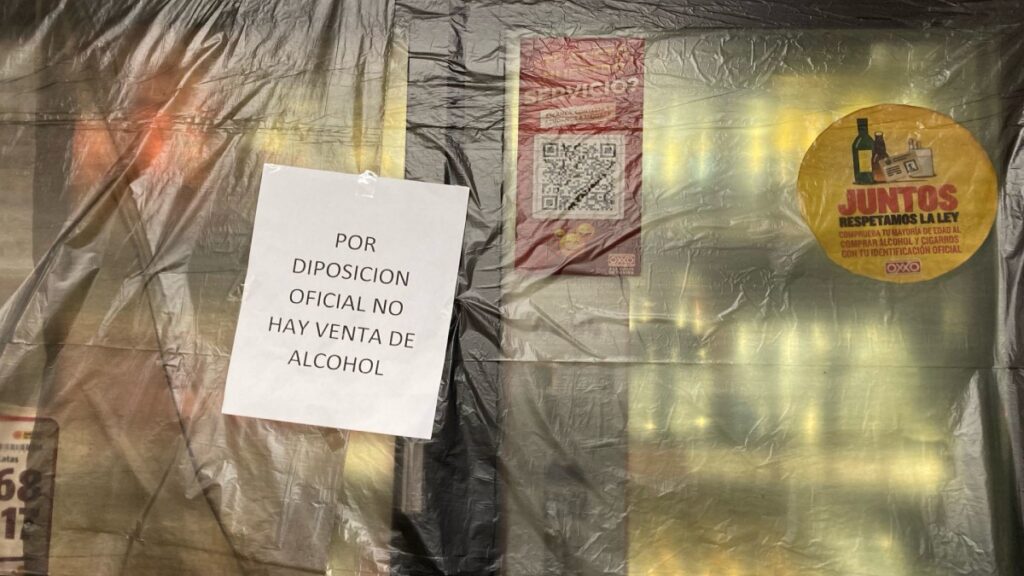 POR
DIPOSICION
OFICIAL NO
HAY VENTA DE
ALCOHOL
SERVICIOS
OXXO
JUNTOS
RESPETAMOS LA LEY
COMPRUEBA TU MAYORÍA DE EDAD AL
COMPRAR ALCOHOL Y CIGARROS
CON TU IDENTIFICACIÓN OFICIAL
OXXO
68
17